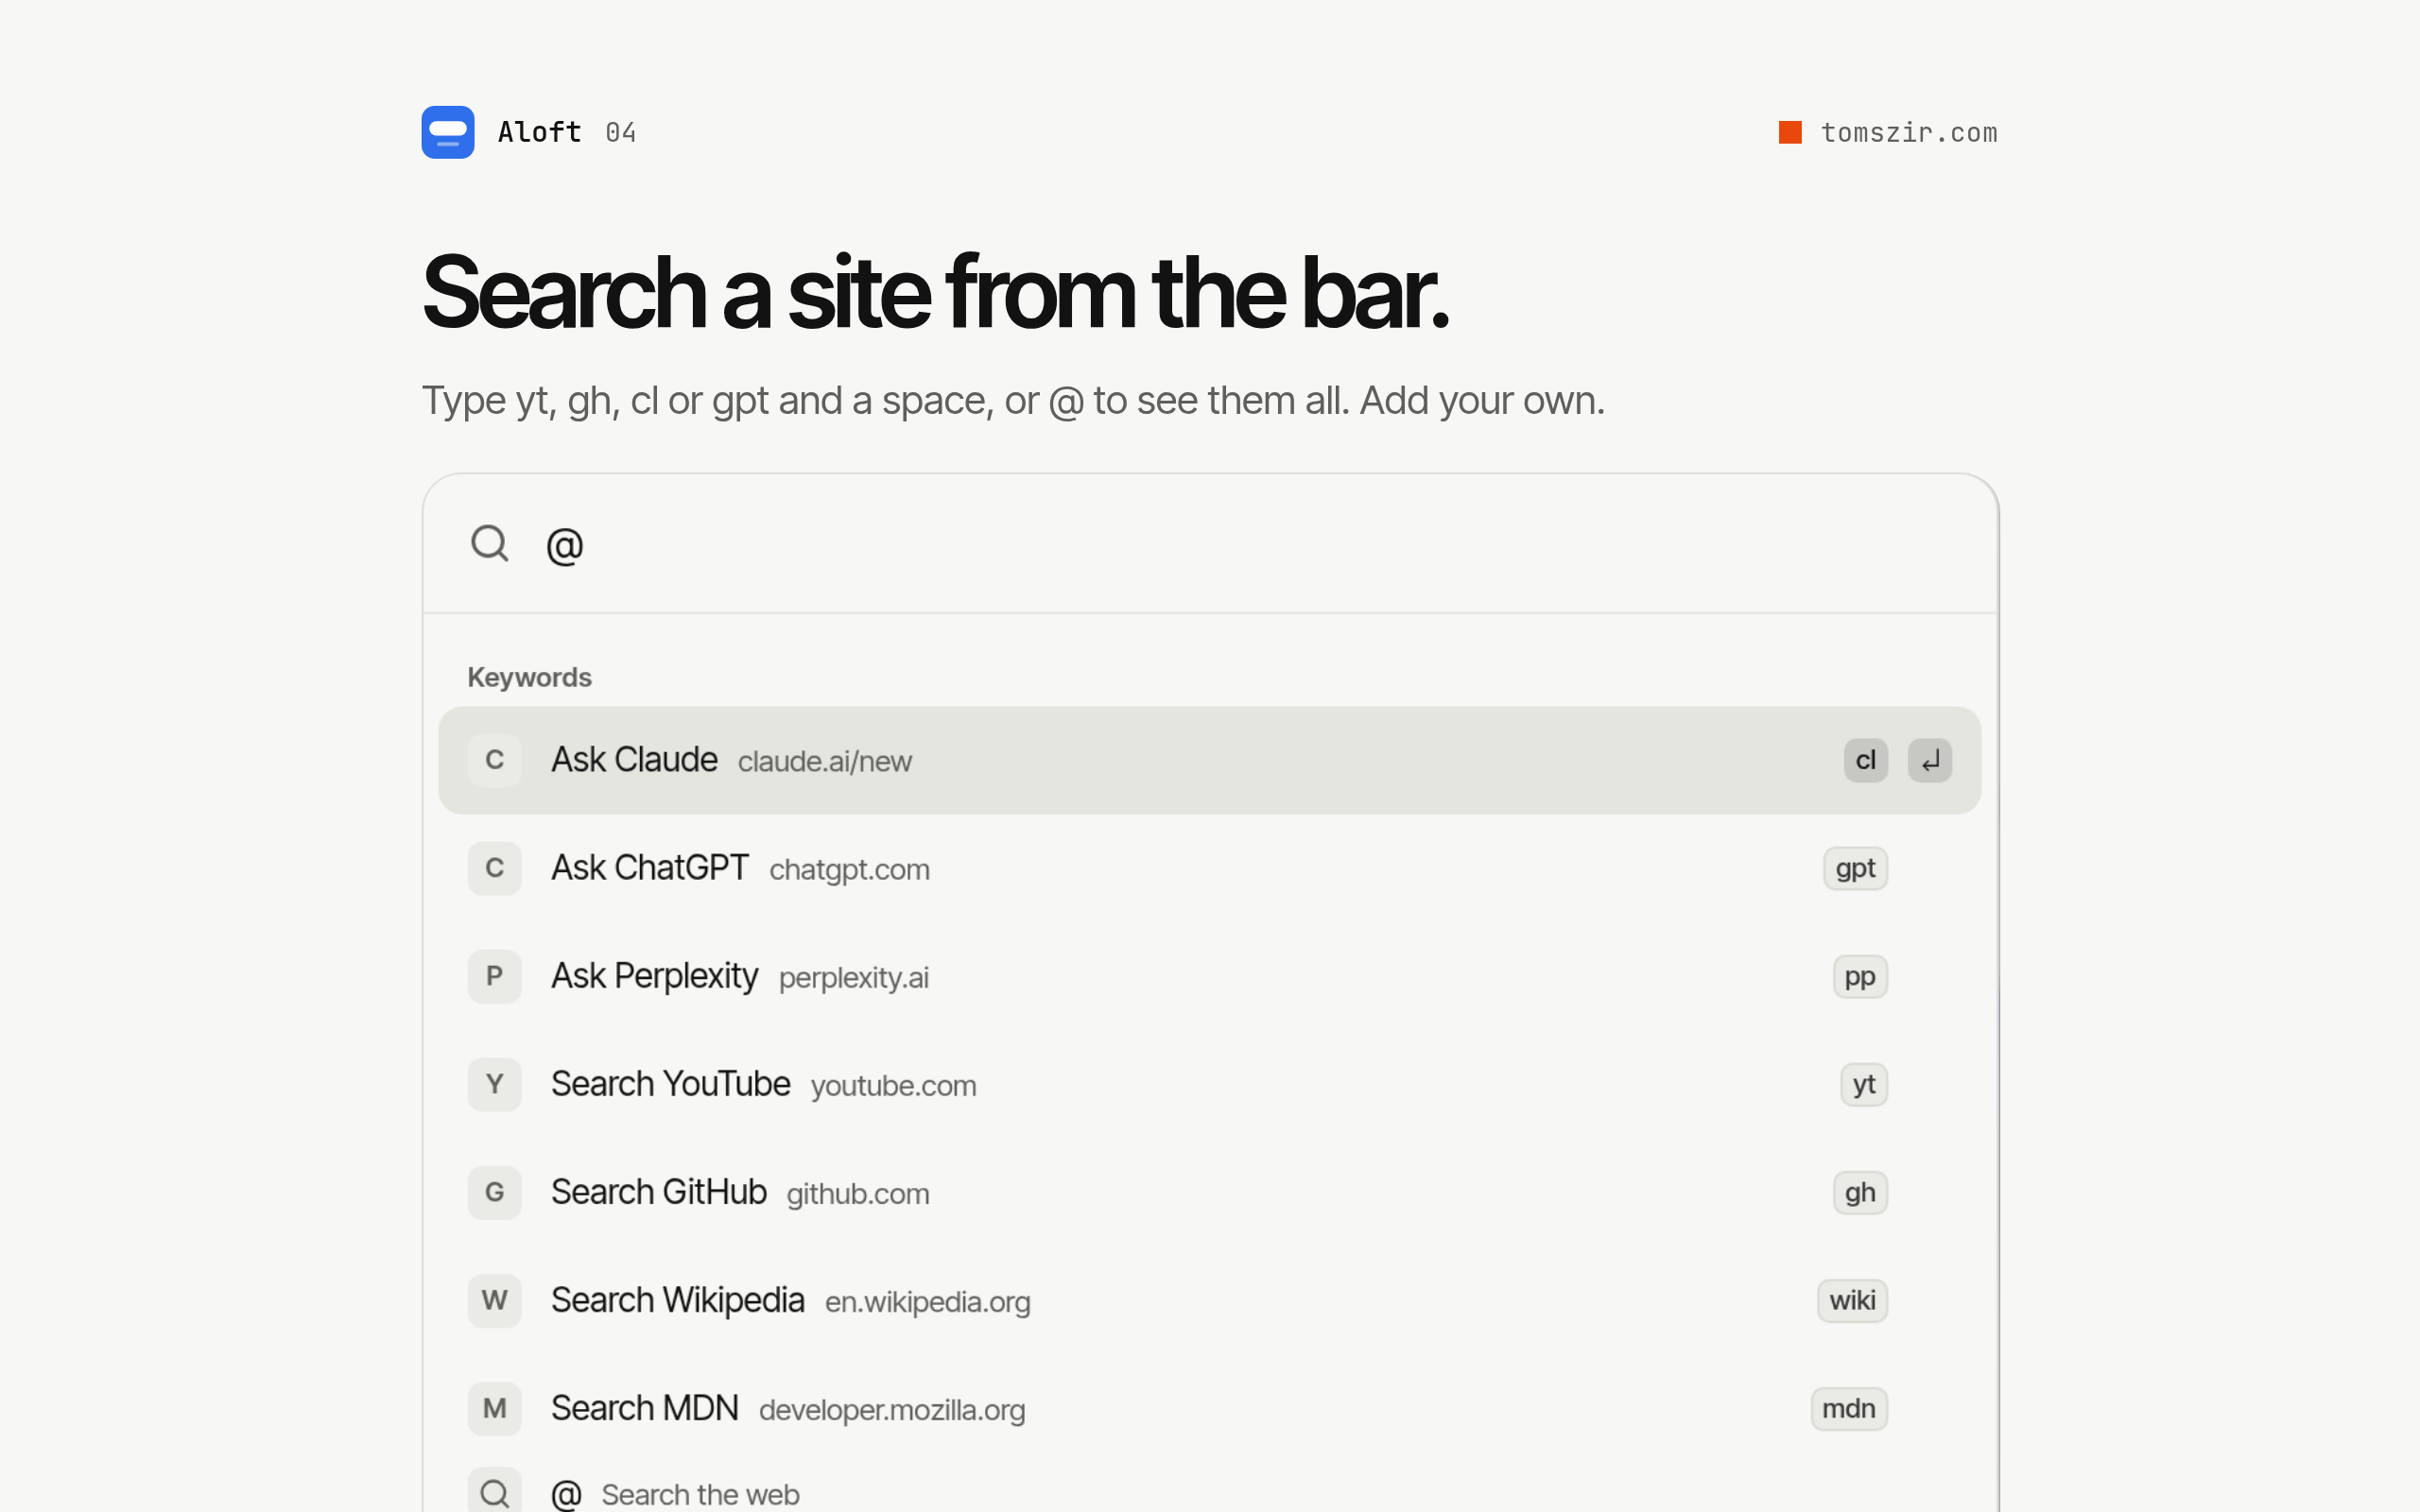 Aloft 04
tomszir.com
Search a site from the bar.
Type yt, gh, cl or gpt and a space, or @ to see them all. Add your own.
@
Keywords
C Ask Claude claude.ai/new cl ↵
C Ask ChatGPT chatgpt.com gpt
P Ask Perplexity perplexity.ai pp
Y Search YouTube youtube.com yt
G Search GitHub github.com gh
W Search Wikipedia en.wikipedia.org wiki
M Search MDN developer.mozilla.org mdn
@ Search the web